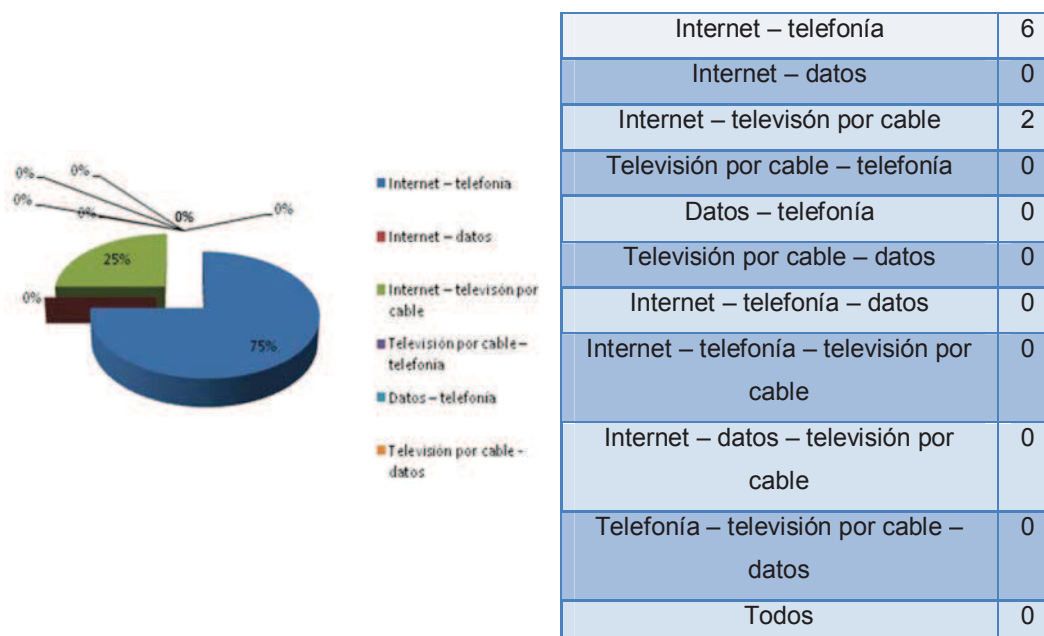 0%
0%
0%
0%
0%
0%
25%
0%
75%
Internet – telefonía
Internet – datos
Internet – televisón por
cable
Televisión por cable –
telefonía
Datos – telefonía
Televisión por cable -
datos
Internet – telefonía 6
Internet – datos 0
Internet – televisón por cable 2
Televisión por cable – telefonía 0
Datos – telefonía 0
Televisión por cable – datos 0
Internet – telefonía – datos 0
Internet – telefonía – televisión por 0
cable
Internet – datos – televisión por 0
cable
Telefonía – televisión por cable – 0
datos
Todos 0